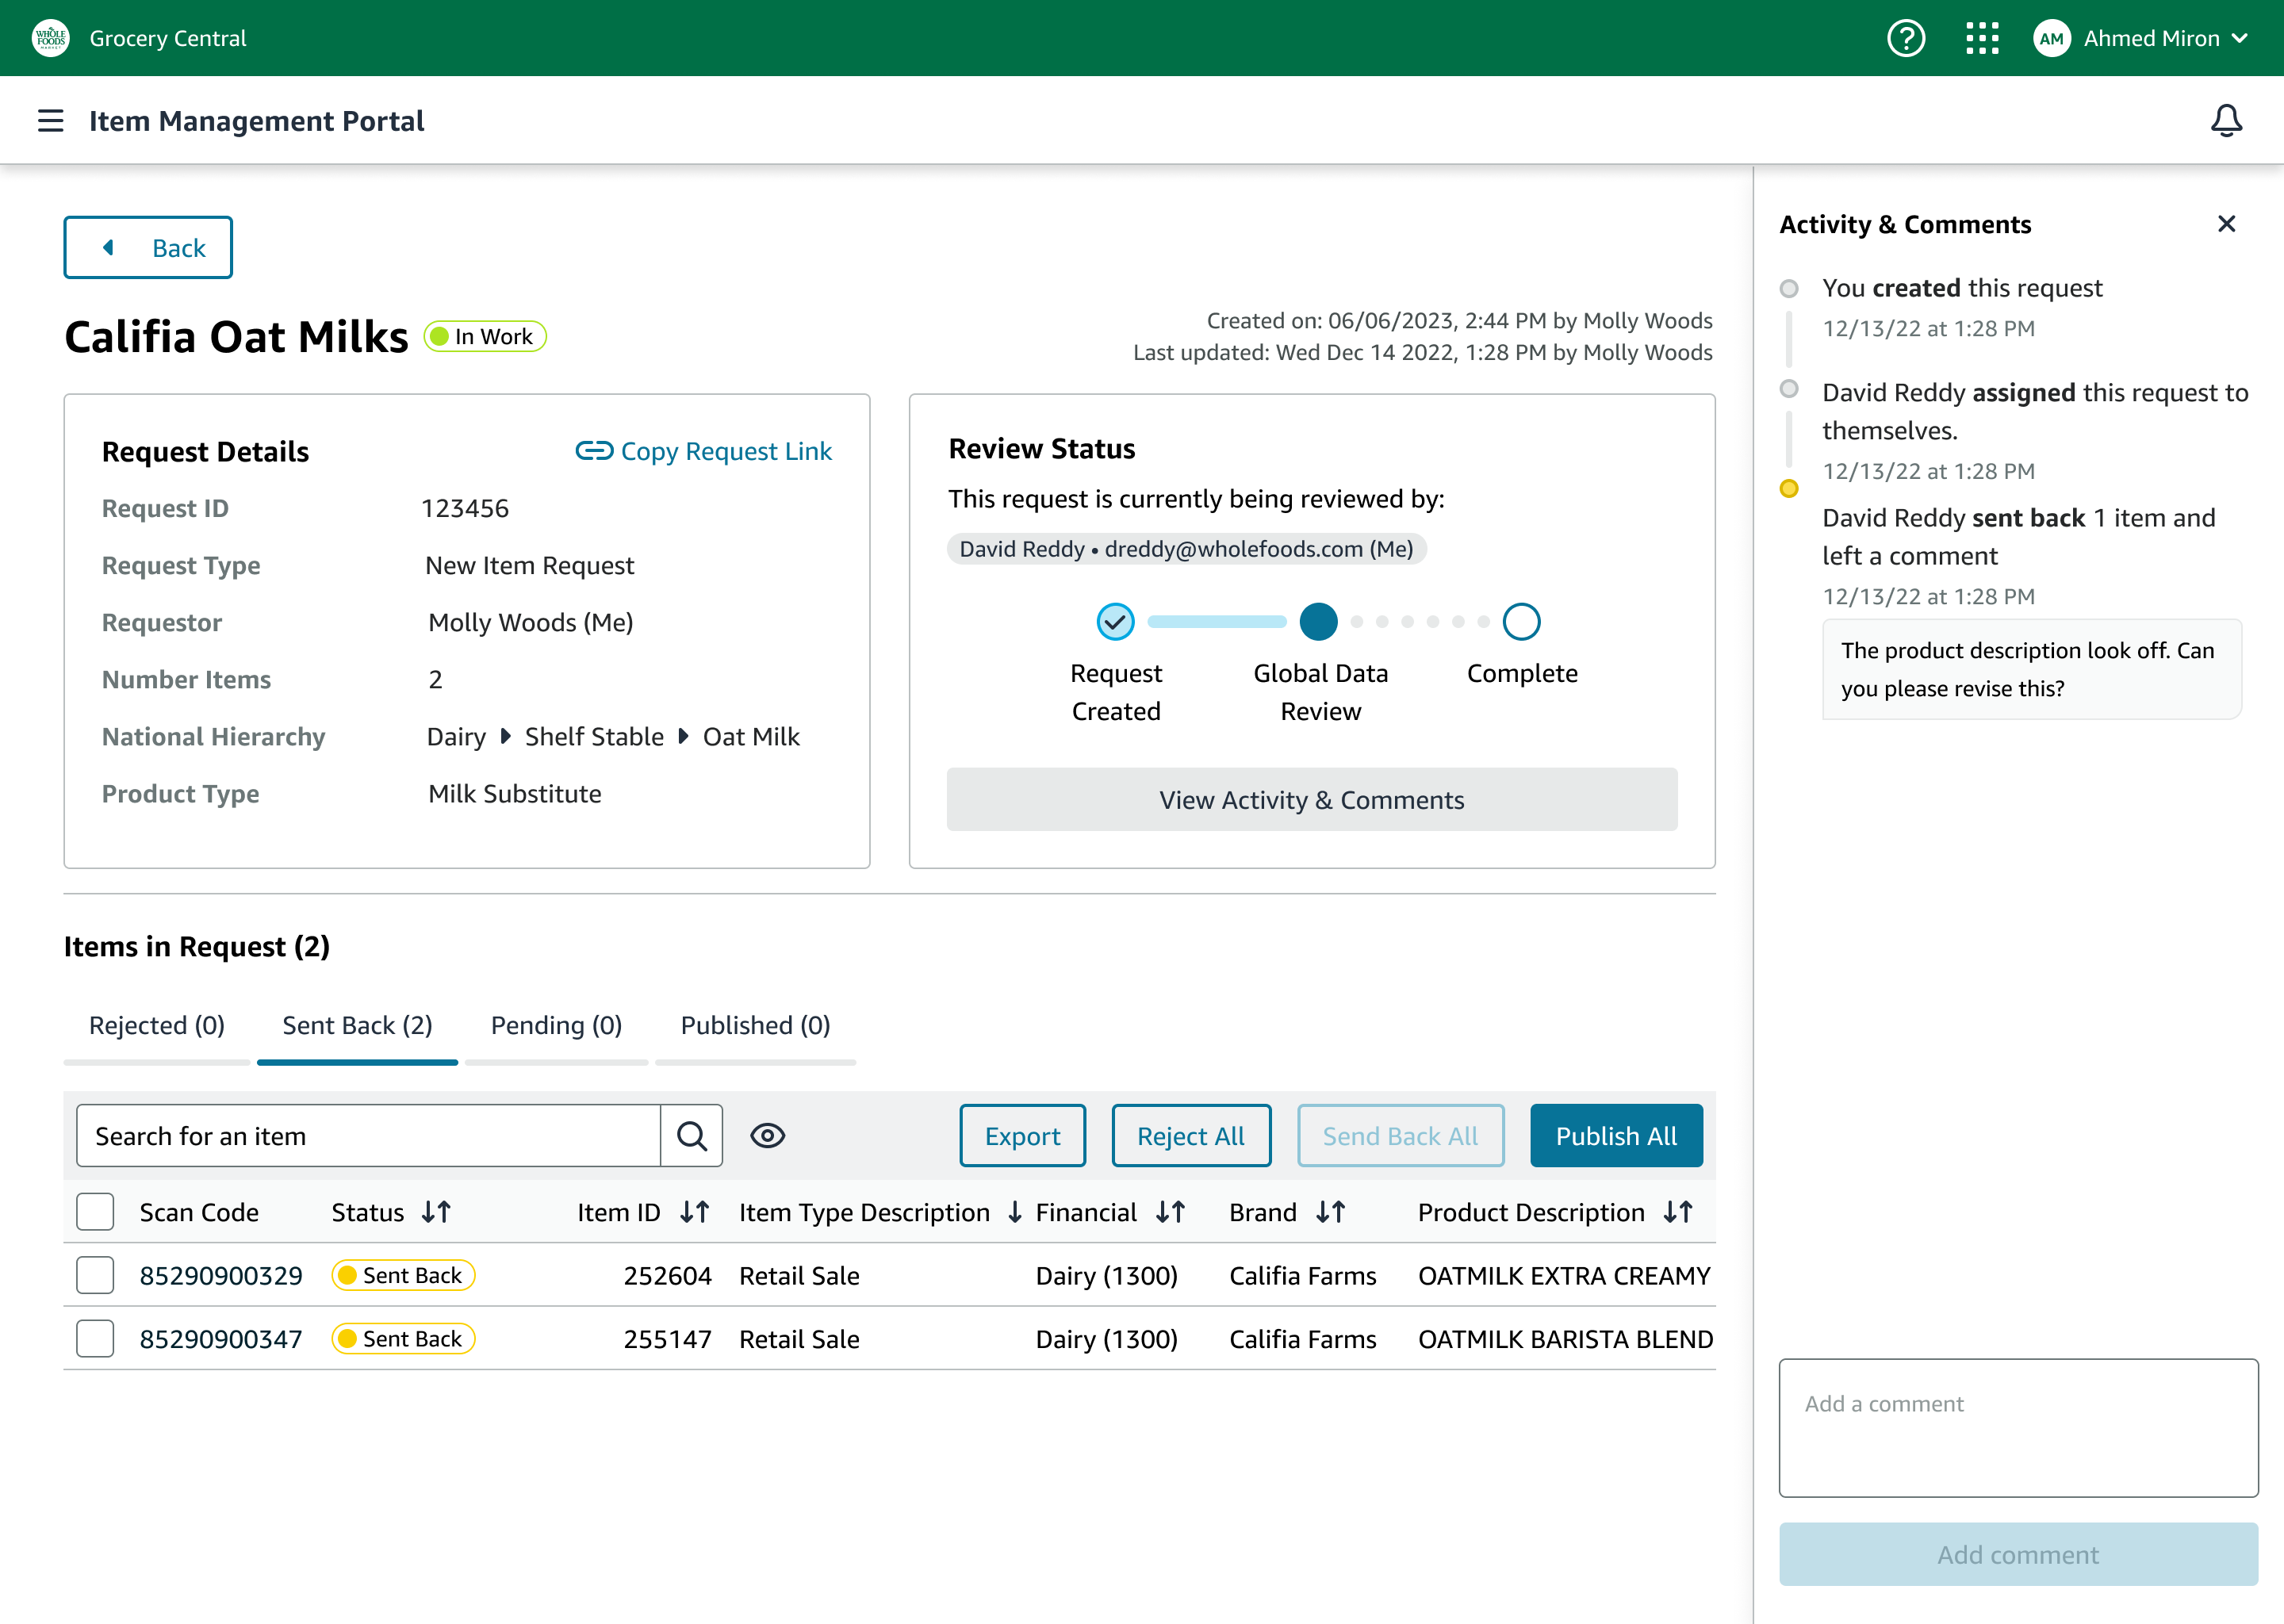 WHOLE
FOODS
MARKET
Grocery Central
AM
Ahmed Miron
Item Management Portal
Back
Califia Oat Milks
In Work
Created on: 06/06/2023, 2:44 PM by Molly Woods
Last updated: Wed Dec 14 2022, 1:28 PM by Molly Woods
Request Details
Copy Request Link
Request ID 123456
Request Type New Item Request
Requestor Molly Woods (Me)
Number Items 2
National Hierarchy Dairy Shelf Stable Oat Milk
Product Type Milk Substitute
Review Status
This request is currently being reviewed by:
David Reddy • dreddy@wholefoods.com (Me)
Request
Created
Global Data
Review
Complete
View Activity & Comments
Items in Request (2)
Rejected (0) Sent Back (2) Pending (0) Published (0)
Search for an item
Export
Reject All
Send Back All
Publish All
Scan Code Status Item ID Item Type Description Financial Brand Product Description
85290900329 Sent Back 252604 Retail Sale Dairy (1300) Califia Farms OATMILK EXTRA CREAMY
85290900347 Sent Back 255147 Retail Sale Dairy (1300) Califia Farms OATMILK BARISTA BLEND
Activity & Comments
You created this request
12/13/22 at 1:28 PM
David Reddy assigned this request to
themselves.
12/13/22 at 1:28 PM
David Reddy sent back 1 item and
left a comment
12/13/22 at 1:28 PM
The product description look off. Can
you please revise this?
Add a comment
Add comment